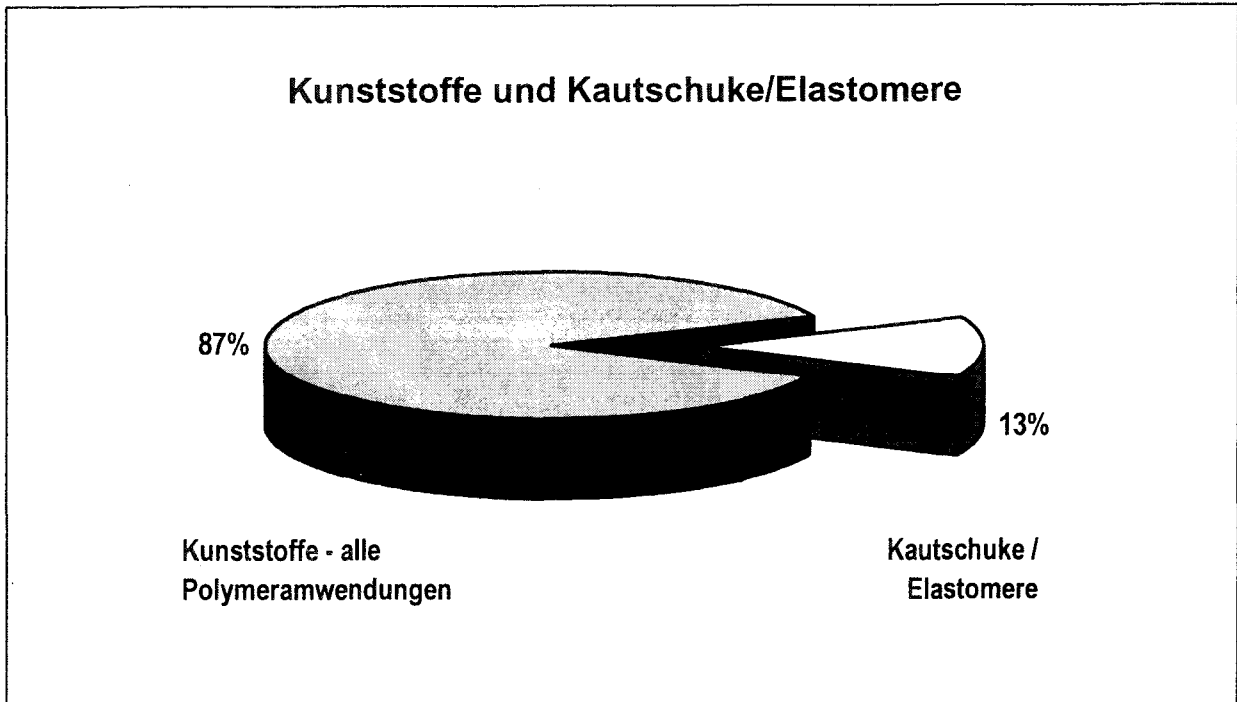 Kunststoffe und Kautschuke/Elastomere
87%
13%
Kunststoffe - alle
Polymeramwendungen
Kautschuke /
Elastomere